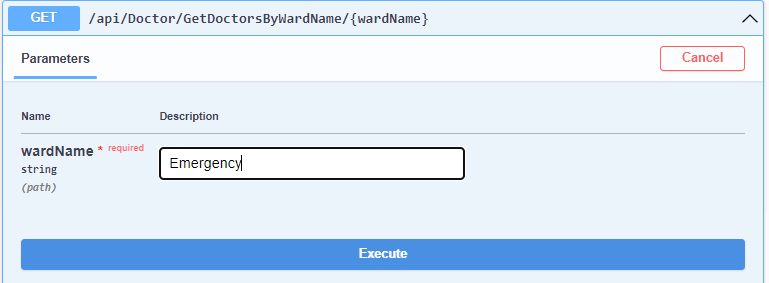 GET /api/Doctor/GetDoctorsByWardName/{wardName}
Parameters Cancel
Name Description
wardName * required
string
(path)
Emergency
Execute